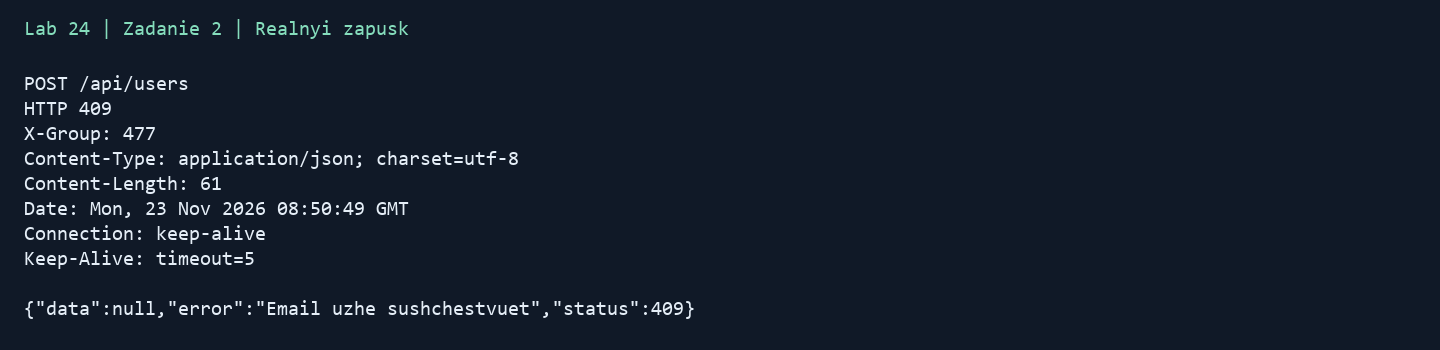 Lab 24 | Zadanie 2 | Realnyi zapusk
POST /api/users
HTTP 409
X-Group: 477
Content-Type: application/json; charset=utf-8
Content-Length: 61
Date: Mon, 23 Nov 2026 08:50:49 GMT
Connection: keep-alive
Keep-Alive: timeout=5
{"data":null,"error":"Email uzhe sushchestvuet","status":409}